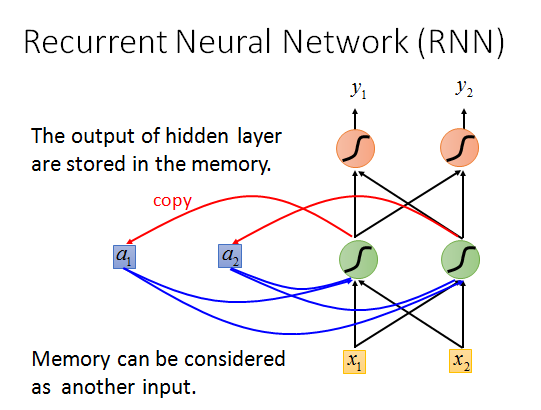 Recurrent Neural Network (RNN)
y₁ y₂
The output of hidden layer
are stored in the memory.
copy
a₁ a₂
Memory can be considered
as another input.
x₁ x₂